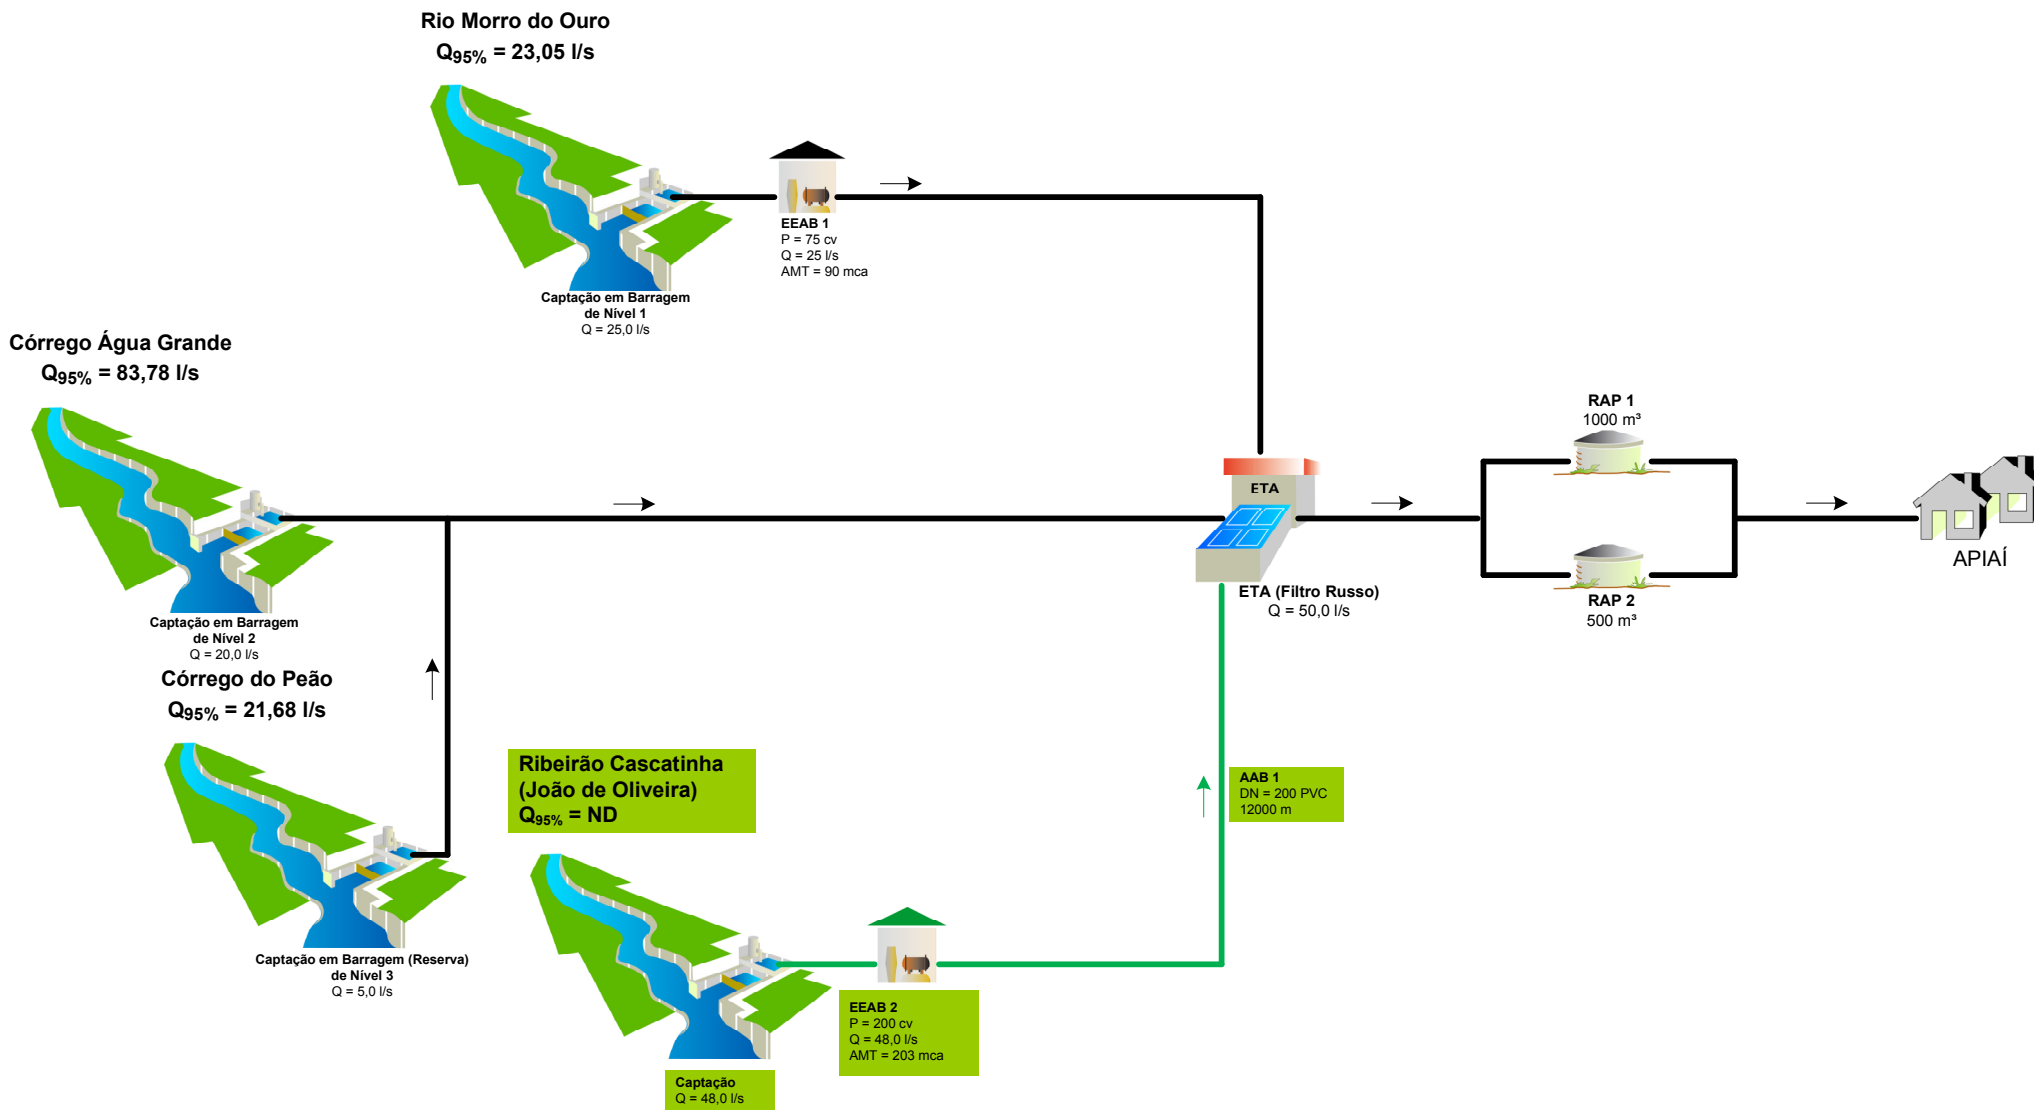 Rio Morro do Ouro
Q95% = 23,05 l/s
EEAB 1
P = 75 cv
Q = 25 l/s
AMT = 90 mca
Captação em Barragem
de Nível 1
Q = 25,0 l/s
Córrego Água Grande
Q95% = 83,78 l/s
Captação em Barragem
de Nível 2
Q = 20,0 l/s
Córrego do Peão
Q95% = 21,68 l/s
Captação em Barragem (Reserva)
de Nível 3
Q = 5,0 l/s
Ribeirão Cascatinha
(João de Oliveira)
Q95% = ND
Captação
Q = 48,0 l/s
EEAB 2
P = 200 cv
Q = 48,0 l/s
AMT = 203 mca
AAB 1
DN = 200 PVC
12000 m
ETA
ETA (Filtro Russo)
Q = 50,0 l/s
RAP 1
1000 m³
RAP 2
500 m³
APIAÍ